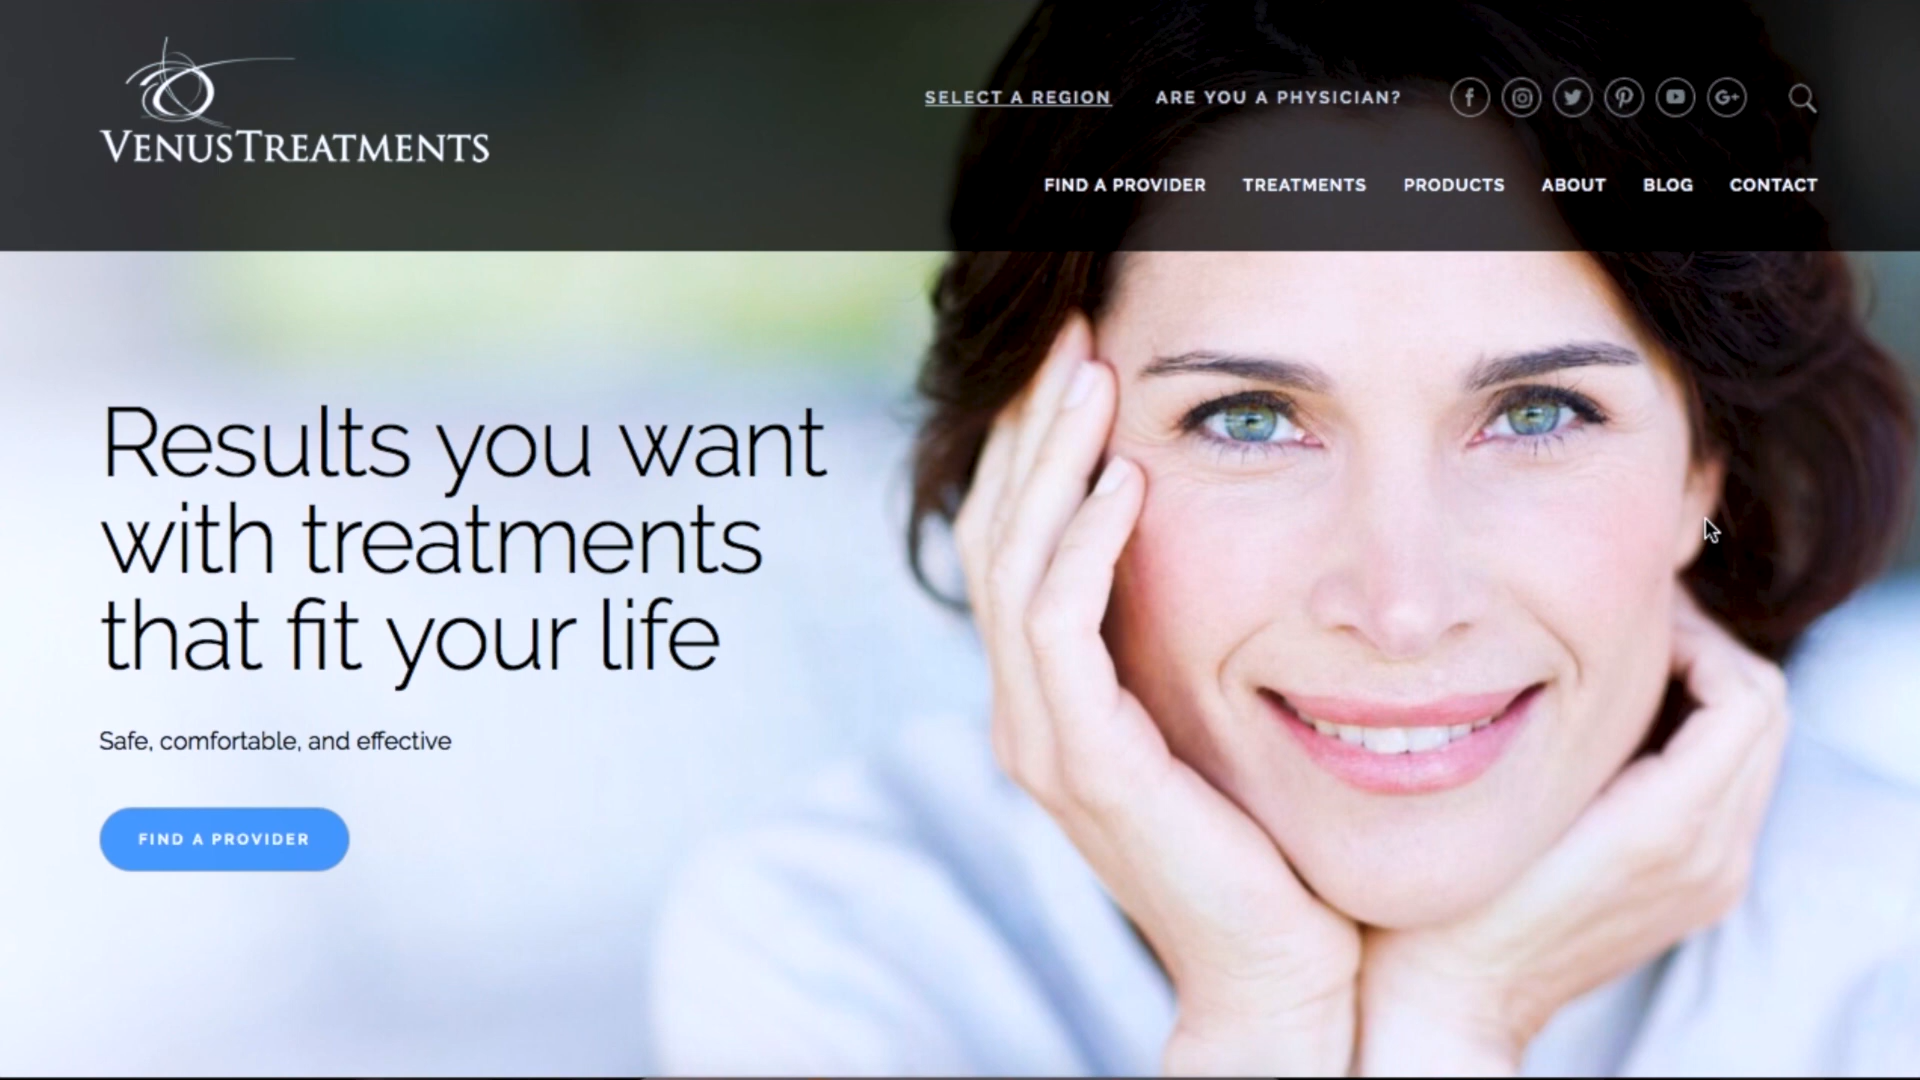 SELECT A REGION
ARE YOU A PHYSICIAN?
VENUSTREATMENTS
FIND A PROVIDER
TREATMENTS
PRODUCTS
ABOUT
BLOG
CONTACT
Results you want
with treatments
that fit your life
Safe, comfortable, and effective
FIND A PROVIDER